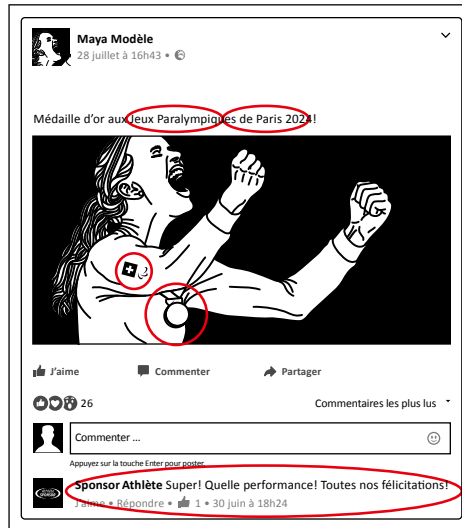 Maya Modèle
28 juillet à 16h43 •
Médaille d'or aux Jeux Paralympiques de Paris 2024!
J'aime Commenter Partager
26 Commentaires les plus lus
Commenter ...
Appuyez sur la touche Enter pour poster.
Sponsor Athlète Super! Quelle performance! Toutes nos félicitations!
J'aime • Répondre • 1 • 30 juin à 18h24